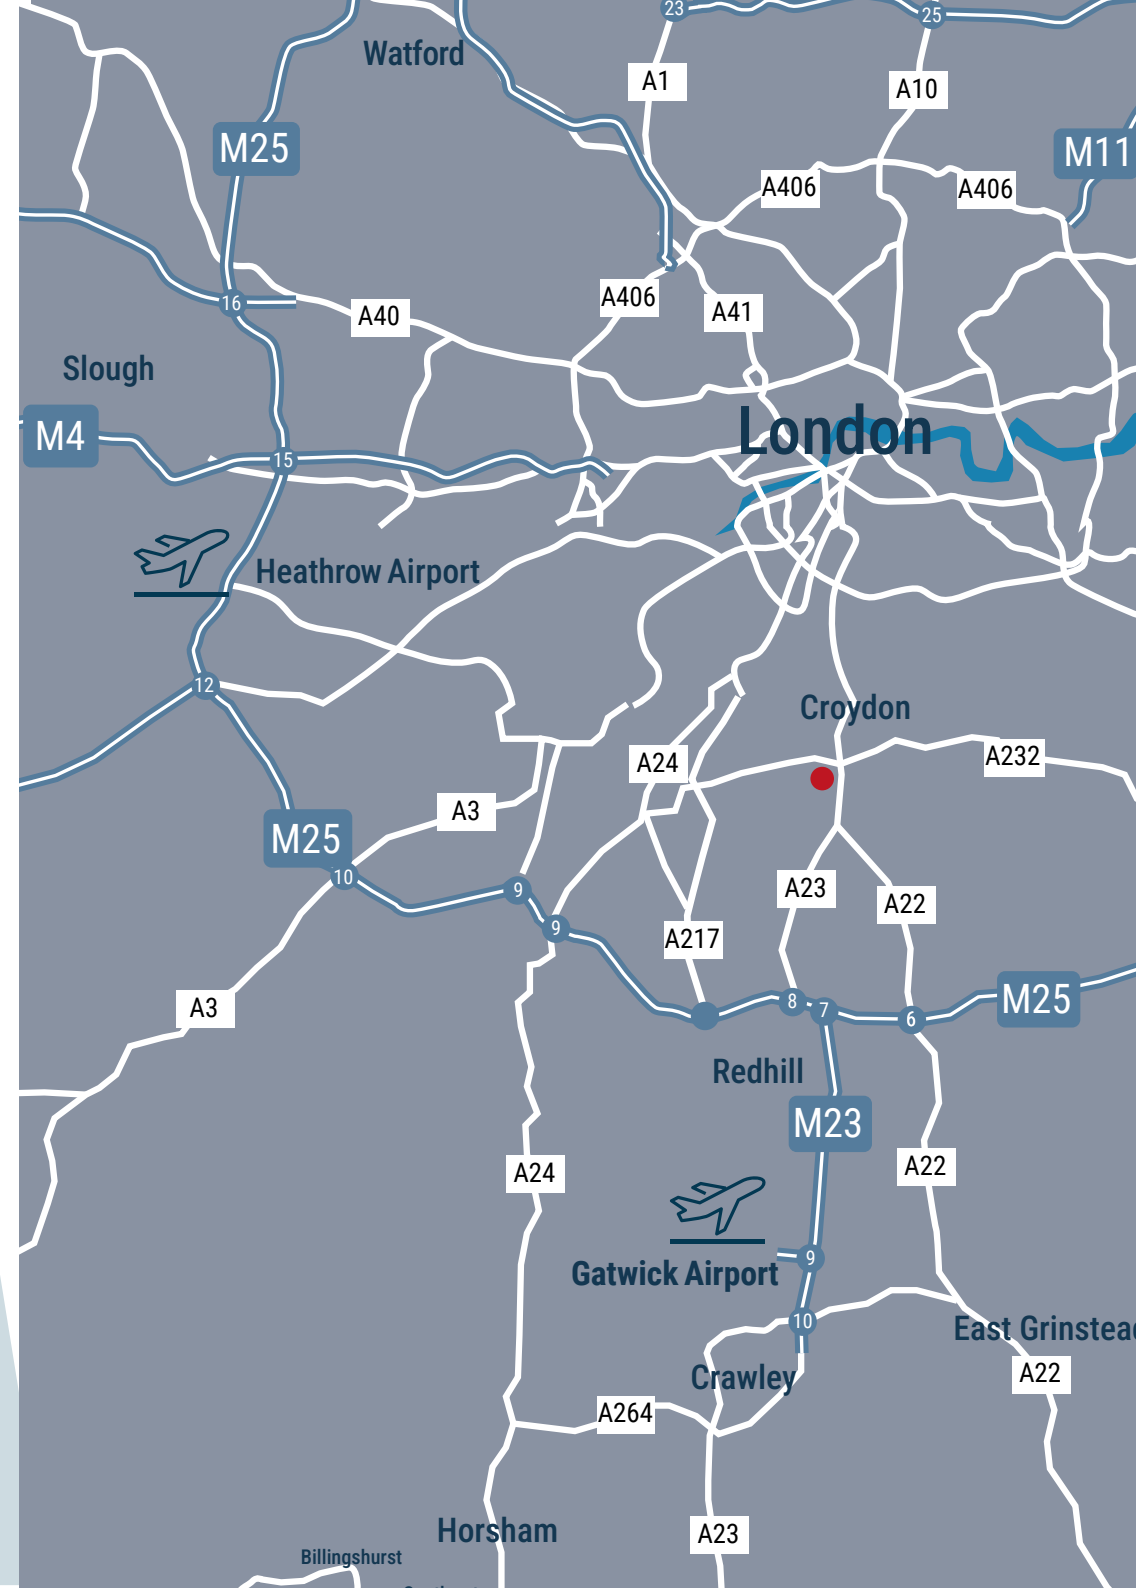 23
25
Watford
A1
A10
M25
M11
A406
A406
A406
16
A41
A40
Slough
M4
London
15
Heathrow Airport
12
Croydon
A24
A232
A3
M25
10
9
A23
A22
9
A217
M25
A3
8
7
6
Redhill
M23
A24
A22
9
Gatwick Airport
10
East Grinstead
Crawley
A22
A264
Horsham
A23
Billingshurst